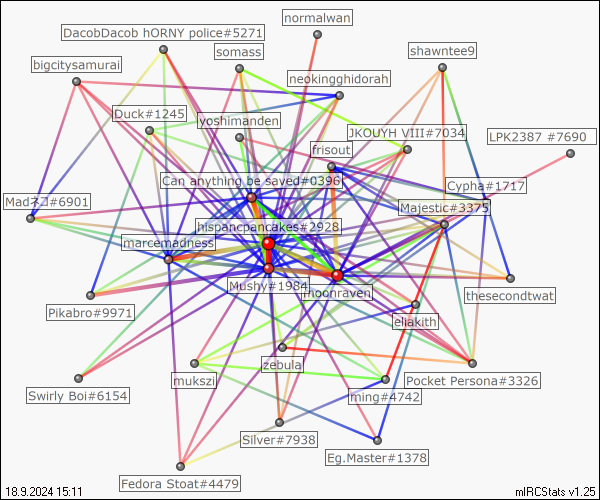 normalwan
DacobDacob hORNY police#5271
somass
shawntee9
bigcitysamurai
neokingghidorah
Duck#1245
yoshimanden
JKOUYH VIII#7034
LPK2387 #7690
frisout
Can anything be saved#0396
Cypha#1717
Madネコ#6901
Majestic#3375
hispancpancakes#2928
marcemadness
Mushy#1984
moonraven
thesecondtwat
Pikabro#9971
eliakith
zebula
mukszi
Pocket Persona#3326
Swirly Boi#6154
ming#4742
Silver#7938
Eg.Master#1378
Fedora Stoat#4479
18.9.2024 15:11
mIRCStats v1.25